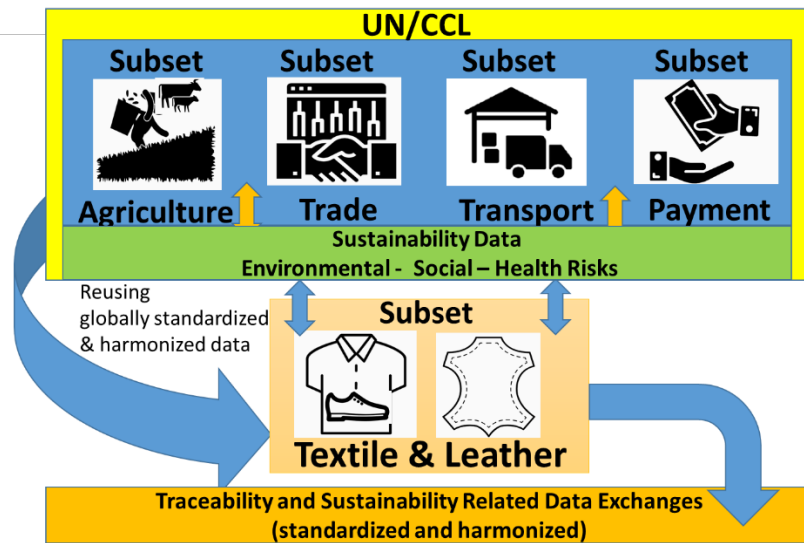 UN/CCL
Subset Subset Subset Subset
Agriculture Trade Transport Payment
Sustainability Data
Environmental - Social – Health Risks
Reusing
globally standardized
& harmonized data
Subset
Textile & Leather
Traceability and Sustainability Related Data Exchanges
(standardized and harmonized)